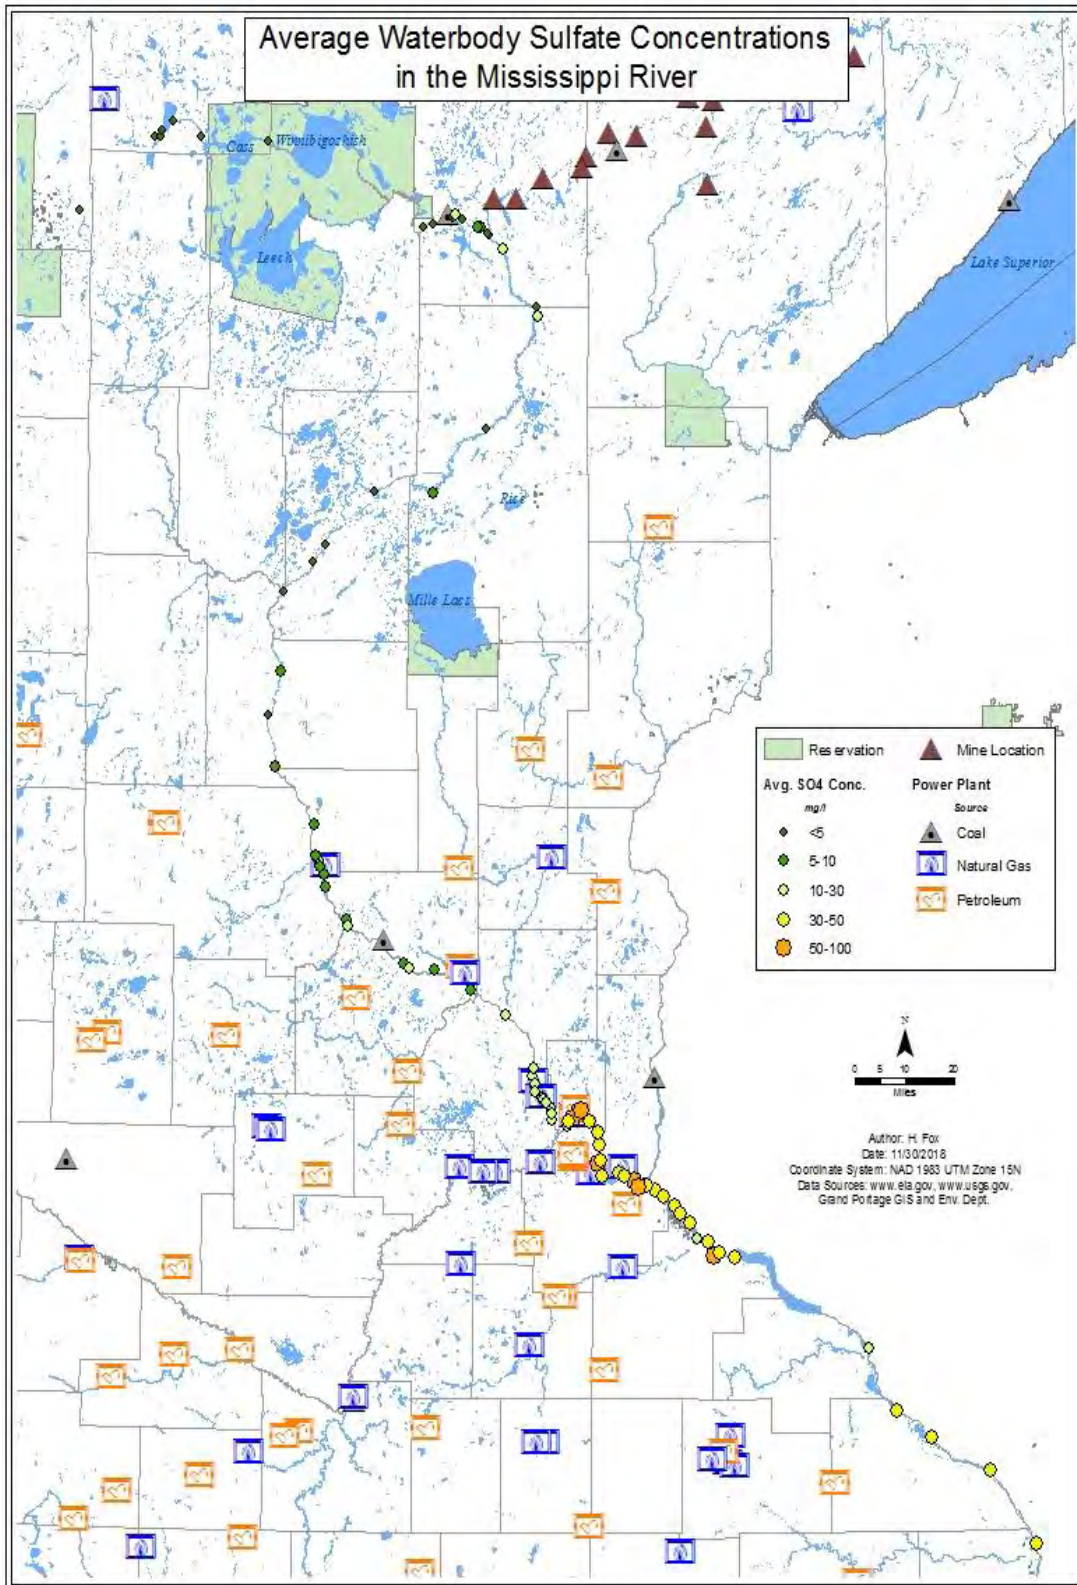 Average Waterbody Sulfate Concentrations
in the Mississippi River
Cass
Winnibigoshish
Leech
Lake Superior
Rice
Mille Lacs
Reservation
Mine Location
Avg. SO4 Conc.
Power Plant
mg/l
Source
<5
Coal
5-10
Natural Gas
10-30
Petroleum
30-50
50-100
N
0 5 10 20
Miles
Author: H. Fox
Date: 11/30/2018
Coordinate System: NAD 1983 UTM Zone 15N
Data Sources: www.eia.gov, www.usgs.gov,
Grand Portage GIS and Env. Dept.